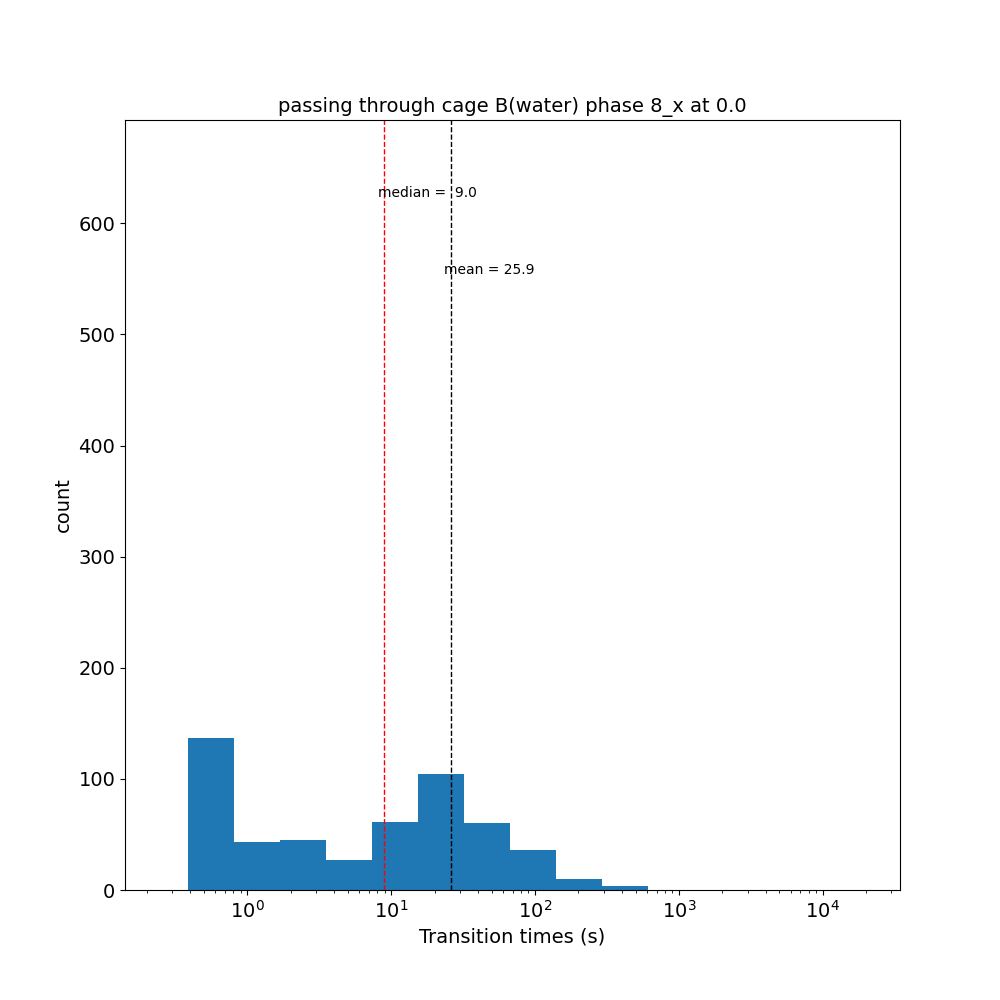 passing through cage B(water) phase 8_x at 0.0
median =  9.0
mean = 25.9
600
500
400
300
200
100
0
count
10^0 10^1 10^2 10^3 10^4
Transition times (s)